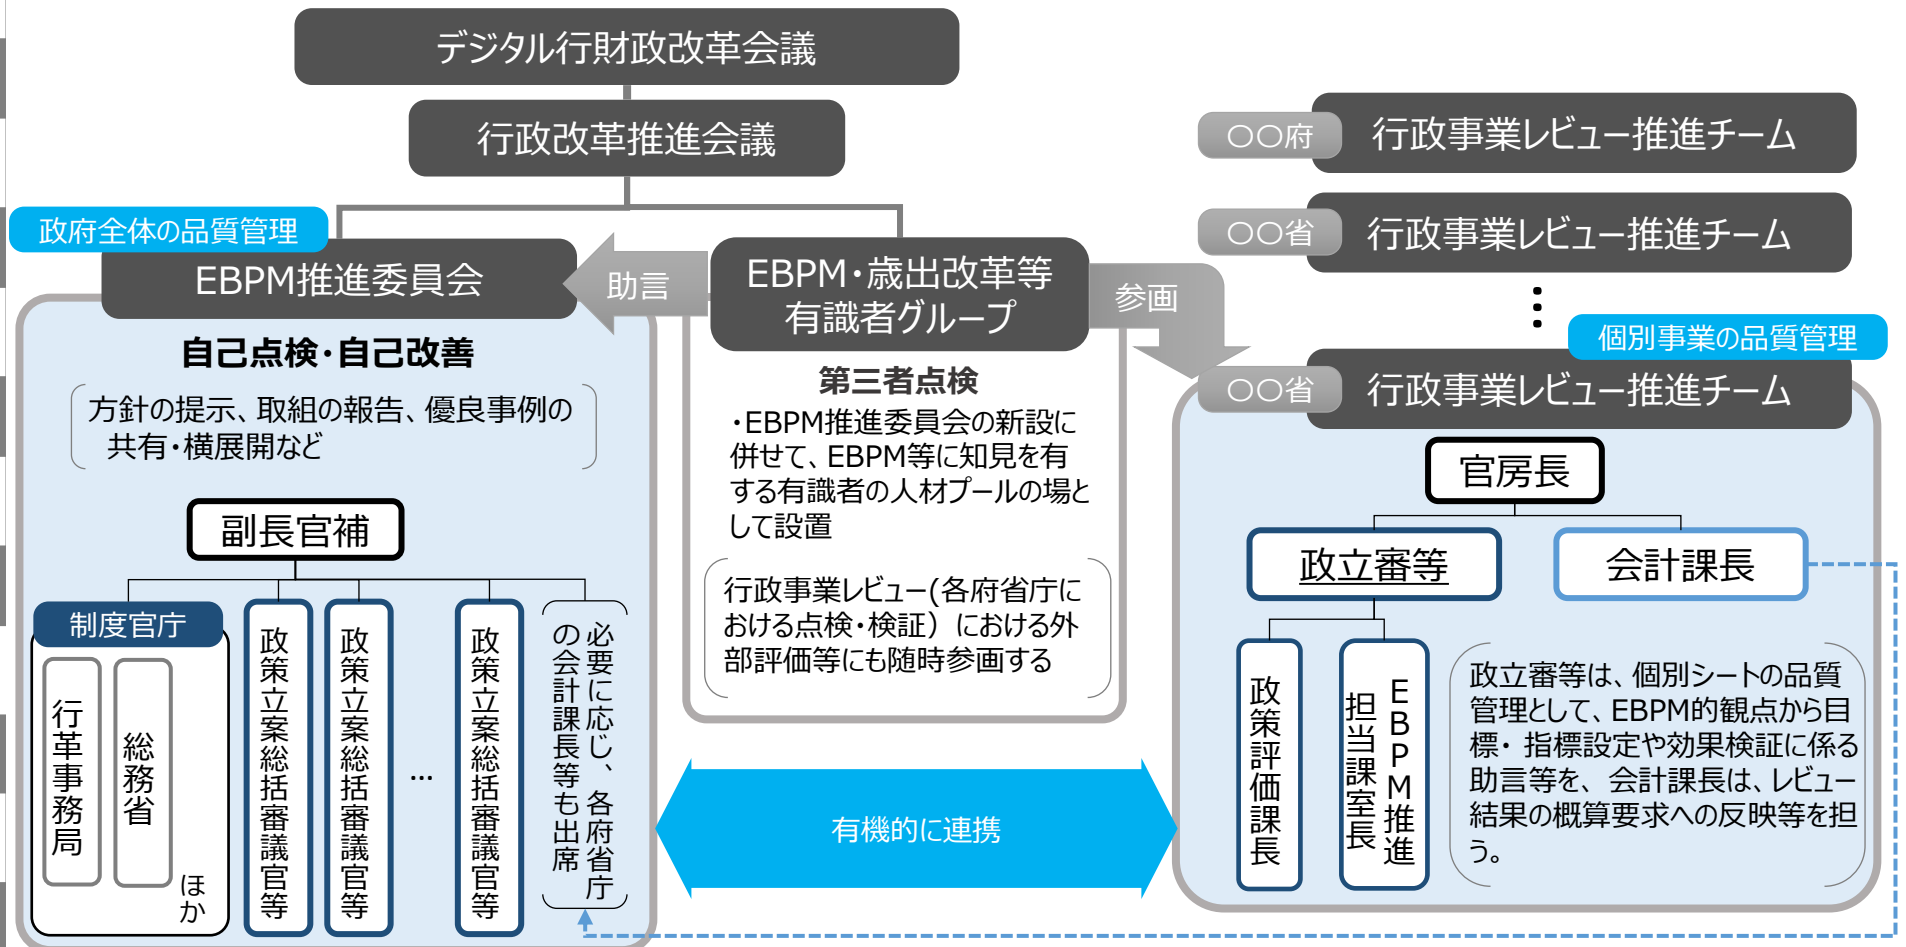 デジタル行財政改革会議
行政改革推進会議
政府全体の品質管理
EBPM推進委員会
助言
EBPM・歳出改革等
有識者グループ
参画
自己点検・自己改善
方針の提示、取組の報告、優良事例の
共有・横展開など
副長官補
制度官庁
行革事務局
総務省
ほか
政策立案総括審議官等
政策立案総括審議官等
…
政策立案総括審議官等
必要に応じ、各府省庁
の会計課長等も出席
第三者点検
・EBPM推進委員会の新設に
併せて、EBPM等に知見を有
する有識者の人材プールの場と
して設置
行政事業レビュー(各府省庁に
おける点検・検証）における外
部評価等にも随時参画する
有機的に連携
〇〇府
行政事業レビュー推進チーム
〇〇省
行政事業レビュー推進チーム
⋮
個別事業の品質管理
〇〇省
行政事業レビュー推進チーム
官房長
政立審等
会計課長
政策評価課長
EBPM推進
担当課室長
政立審等は、個別シートの品質
管理として、EBPM的観点から目
標・ 指標設定や効果検証に係る
助言等を、 会計課長は、レビュー
結果の概算要求への反映等を担
う。